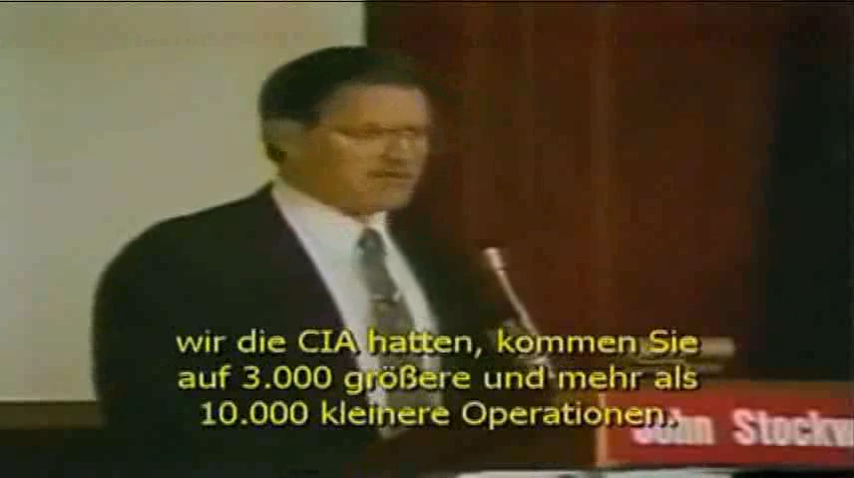 wir die CIA hatten, kommen Sie
auf 3.000 größere und mehr als
10.000 kleinere Operationen.
John Stockw